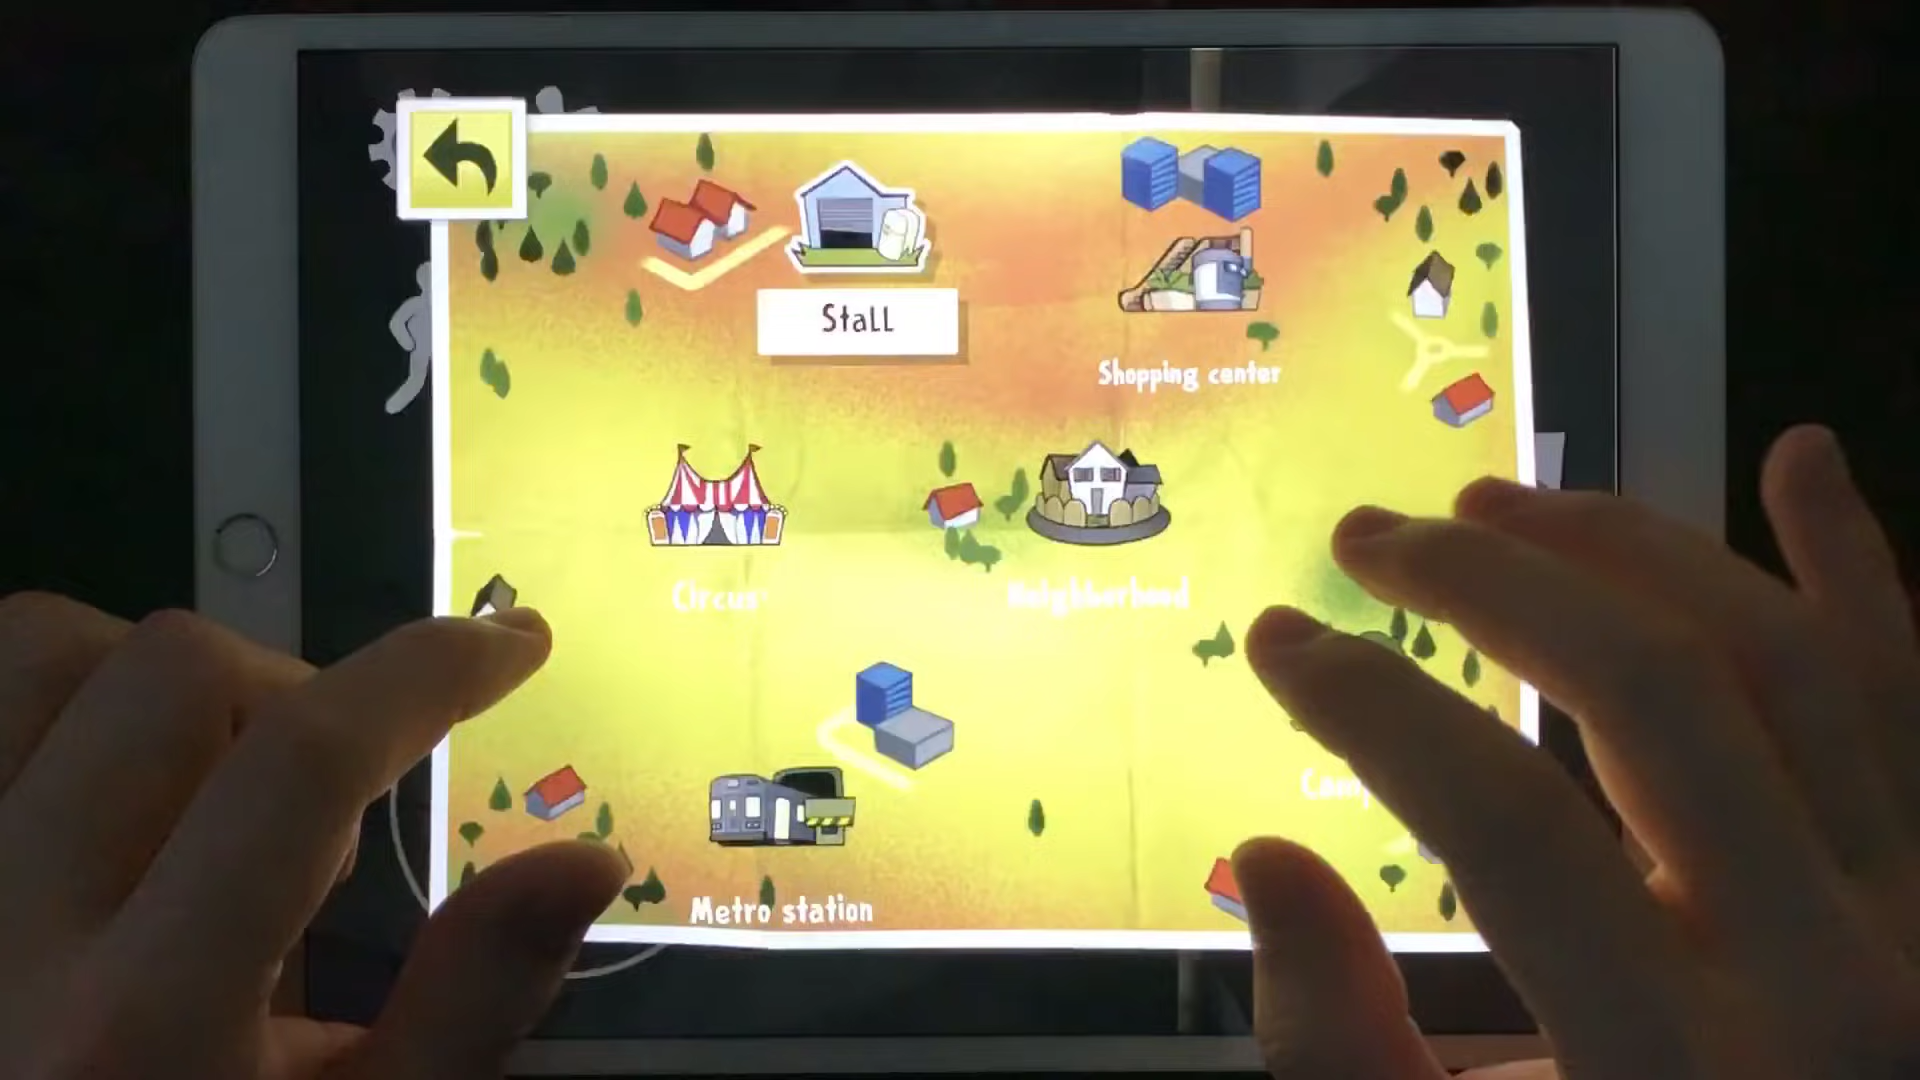 Stall
Shopping center
Circus
Neighborhood
Metro station